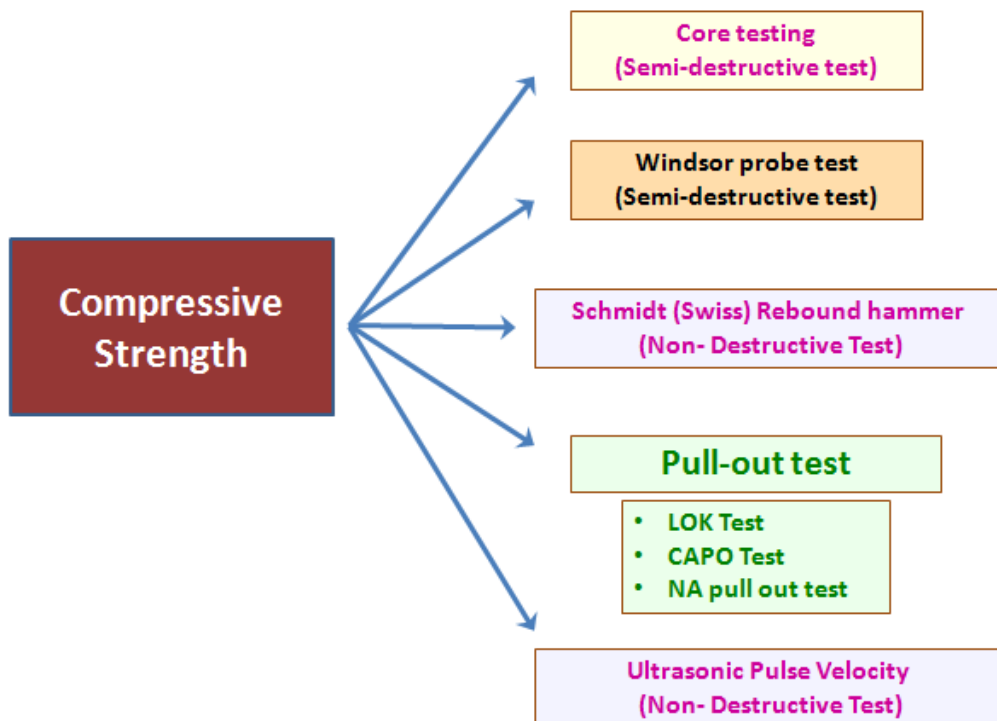 Core testing
(Semi-destructive test)
Windsor probe test
(Semi-destructive test)
Compressive
Strength
Schmidt (Swiss) Rebound hammer
(Non- Destructive Test)
Pull-out test
• LOK Test
• CAPO Test
• NA pull out test
Ultrasonic Pulse Velocity
(Non- Destructive Test)